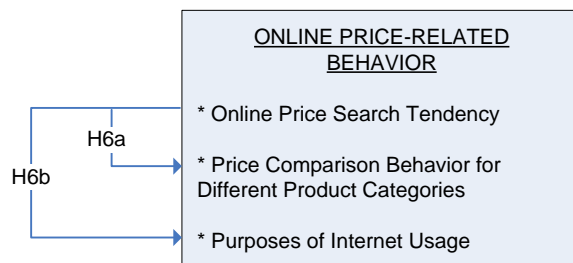 ONLINE PRICE-RELATED
BEHAVIOR
* Online Price Search Tendency
H6a
* Price Comparison Behavior for
Different Product Categories
H6b
* Purposes of Internet Usage